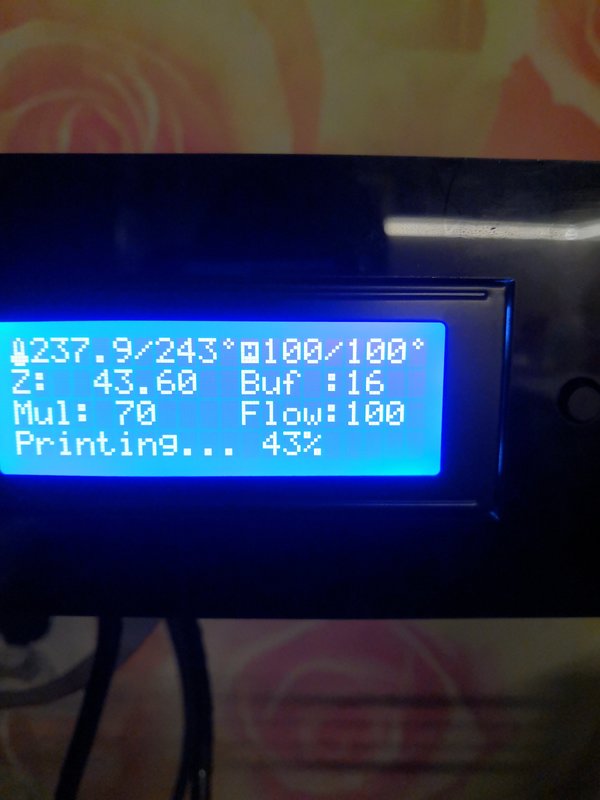 237.9/243° 100/100°
Z: 43.60 Buf :16
Mul: 70 Flow:100
Printing... 43%